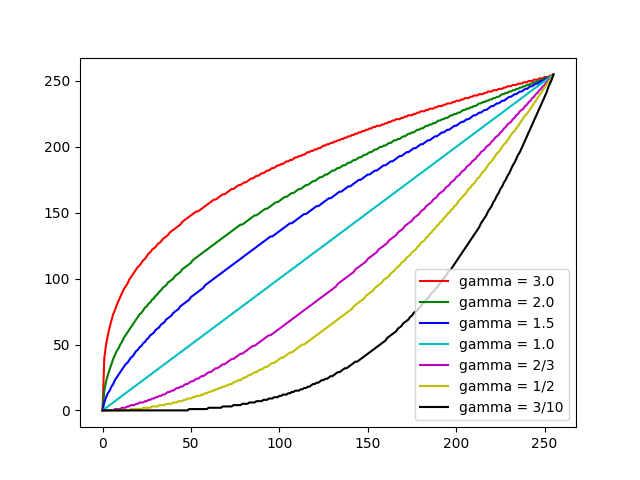 250
200
150
100
50
0
0 50 100 150 200 250
gamma = 3.0
gamma = 2.0
gamma = 1.5
gamma = 1.0
gamma = 2/3
gamma = 1/2
gamma = 3/10